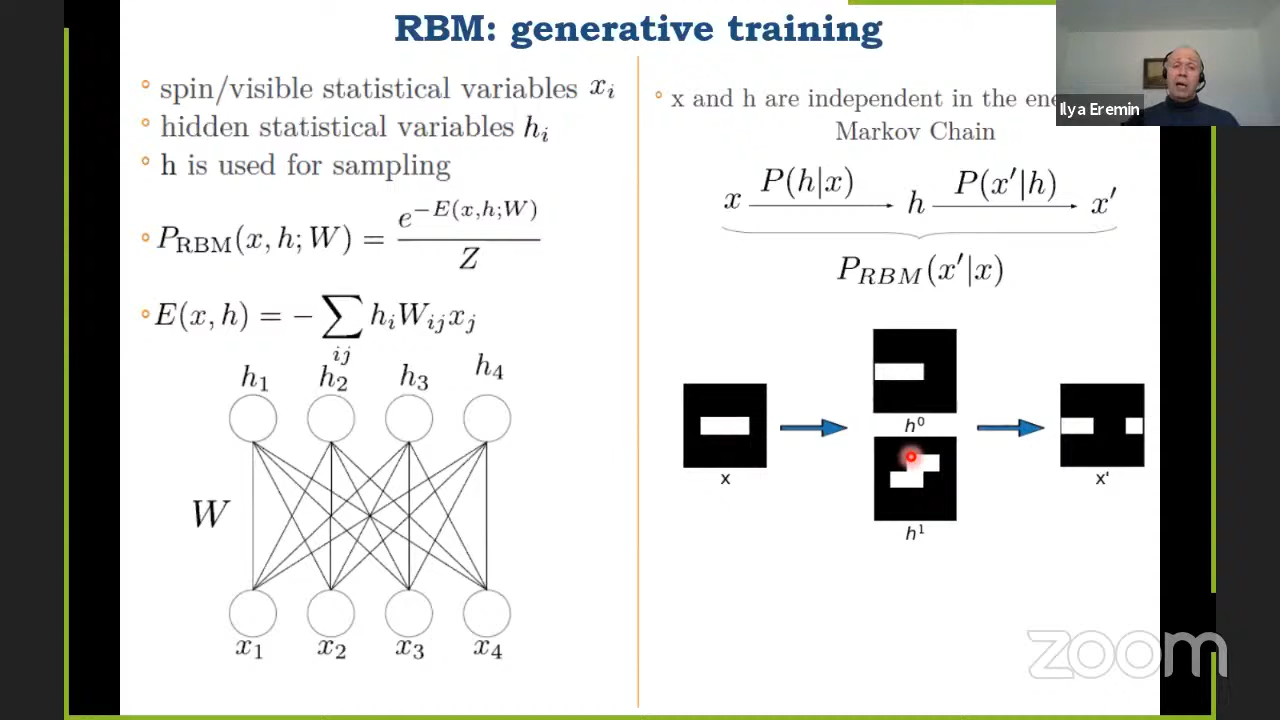 RBM: generative training
spin/visible statistical variables x_i
hidden statistical variables h_i
h is used for sampling
P_RBM(x, h; W) = e^{-E(x,h;W)} / Z
E(x, h) = − ∑_{ij} h_i W_{ij} x_j
h_1 h_2 h_3 h_4
W
x_1 x_2 x_3 x_4
x and h are independent in the
Ilya Eremin
Markov Chain
x P(h|x) h P(x′|h) x′
P_{RBM}(x′|x)
x
h^0
h^1
x'
zoom